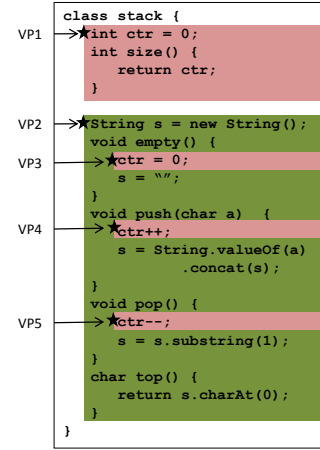 class stack {
VP1 int ctr = 0;
int size() {
return ctr;
}
VP2 String s = new String();
void empty() {
VP3 ctr = 0;
s = “”;
}
void push(char a) {
VP4 ctr++;
s = String.valueOf(a)
.concat(s);
}
void pop() {
VP5 ctr--;
s = s.substring(1);
}
char top() {
return s.charAt(0);
}
}